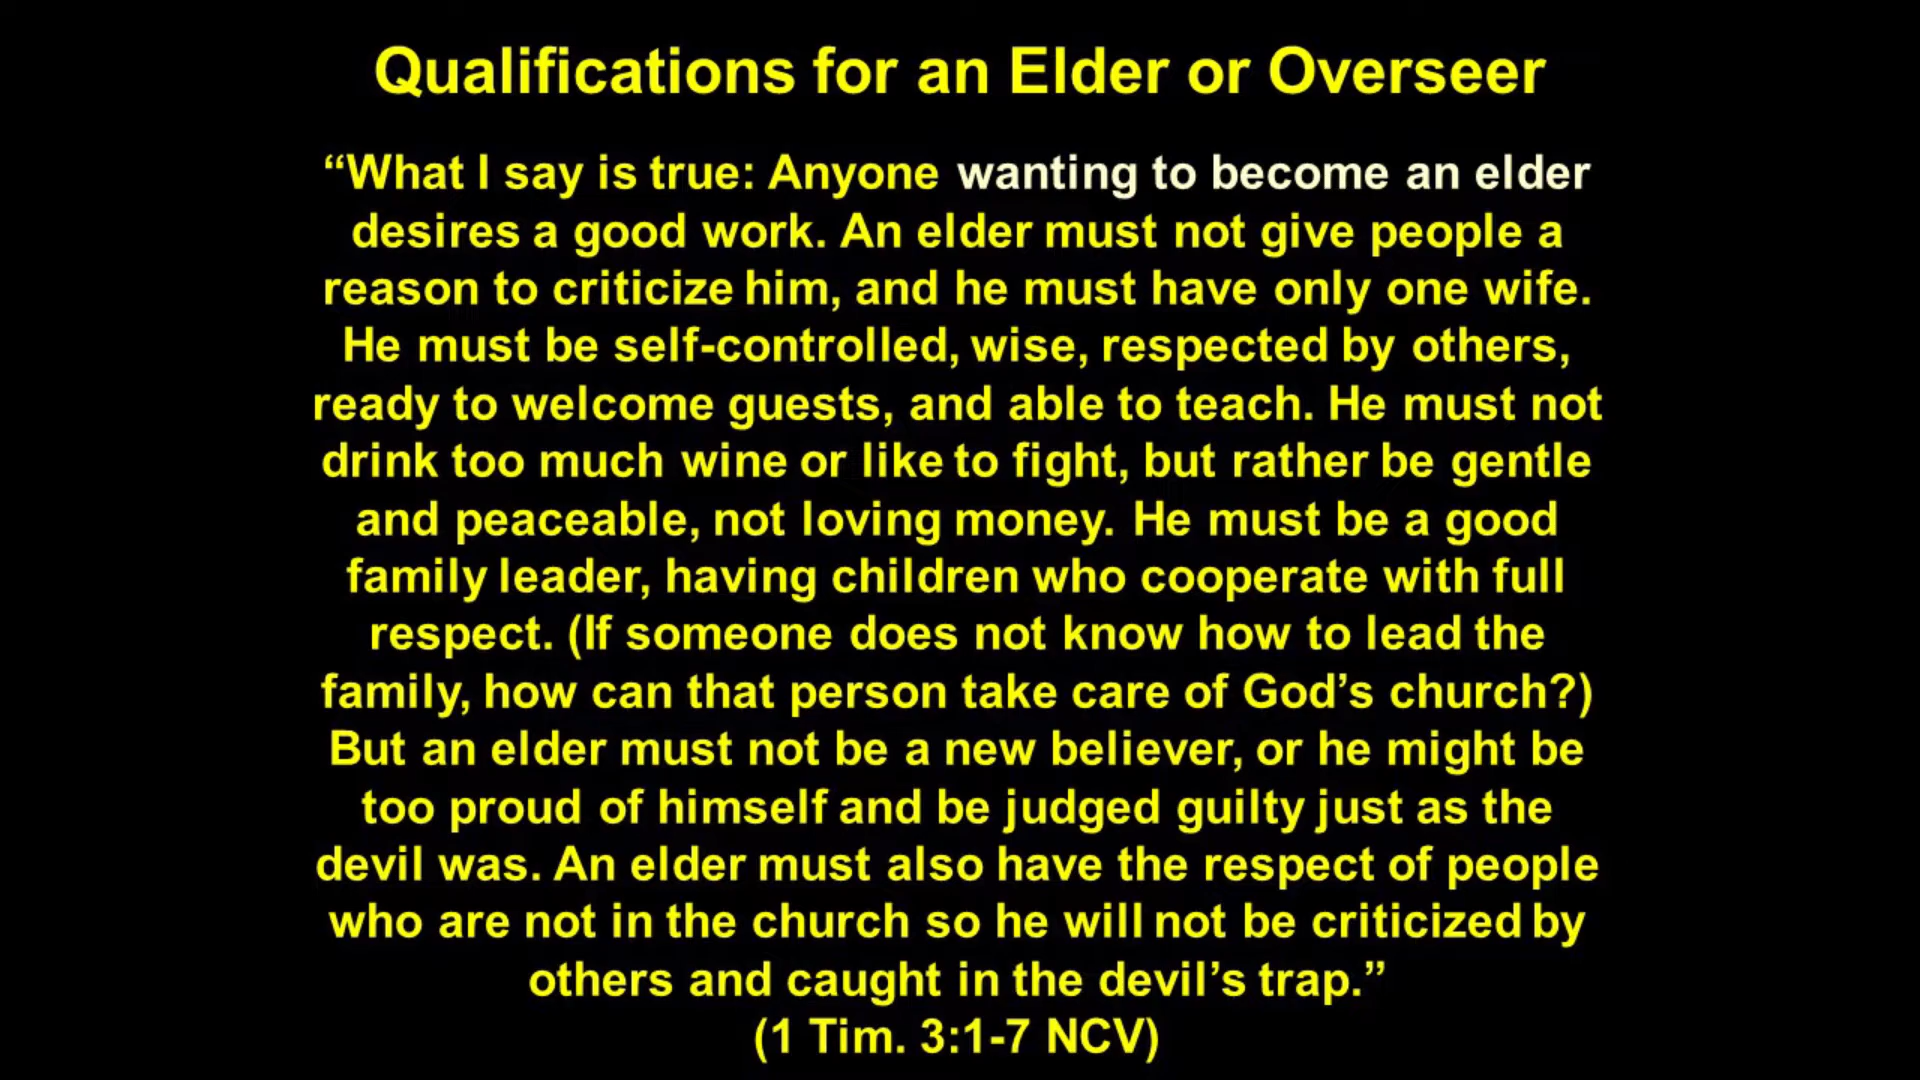 Qualifications for an Elder or Overseer
“What I say is true: Anyone wanting to become an elder
desires a good work. An elder must not give people a
reason to criticize him, and he must have only one wife.
He must be self-controlled, wise, respected by others,
ready to welcome guests, and able to teach. He must not
drink too much wine or like to fight, but rather be gentle
and peaceable, not loving money. He must be a good
family leader, having children who cooperate with full
respect. (If someone does not know how to lead the
family, how can that person take care of God’s church?)
But an elder must not be a new believer, or he might be
too proud of himself and be judged guilty just as the
devil was. An elder must also have the respect of people
who are not in the church so he will not be criticized by
others and caught in the devil’s trap.”
(1 Tim. 3:1-7 NCV)